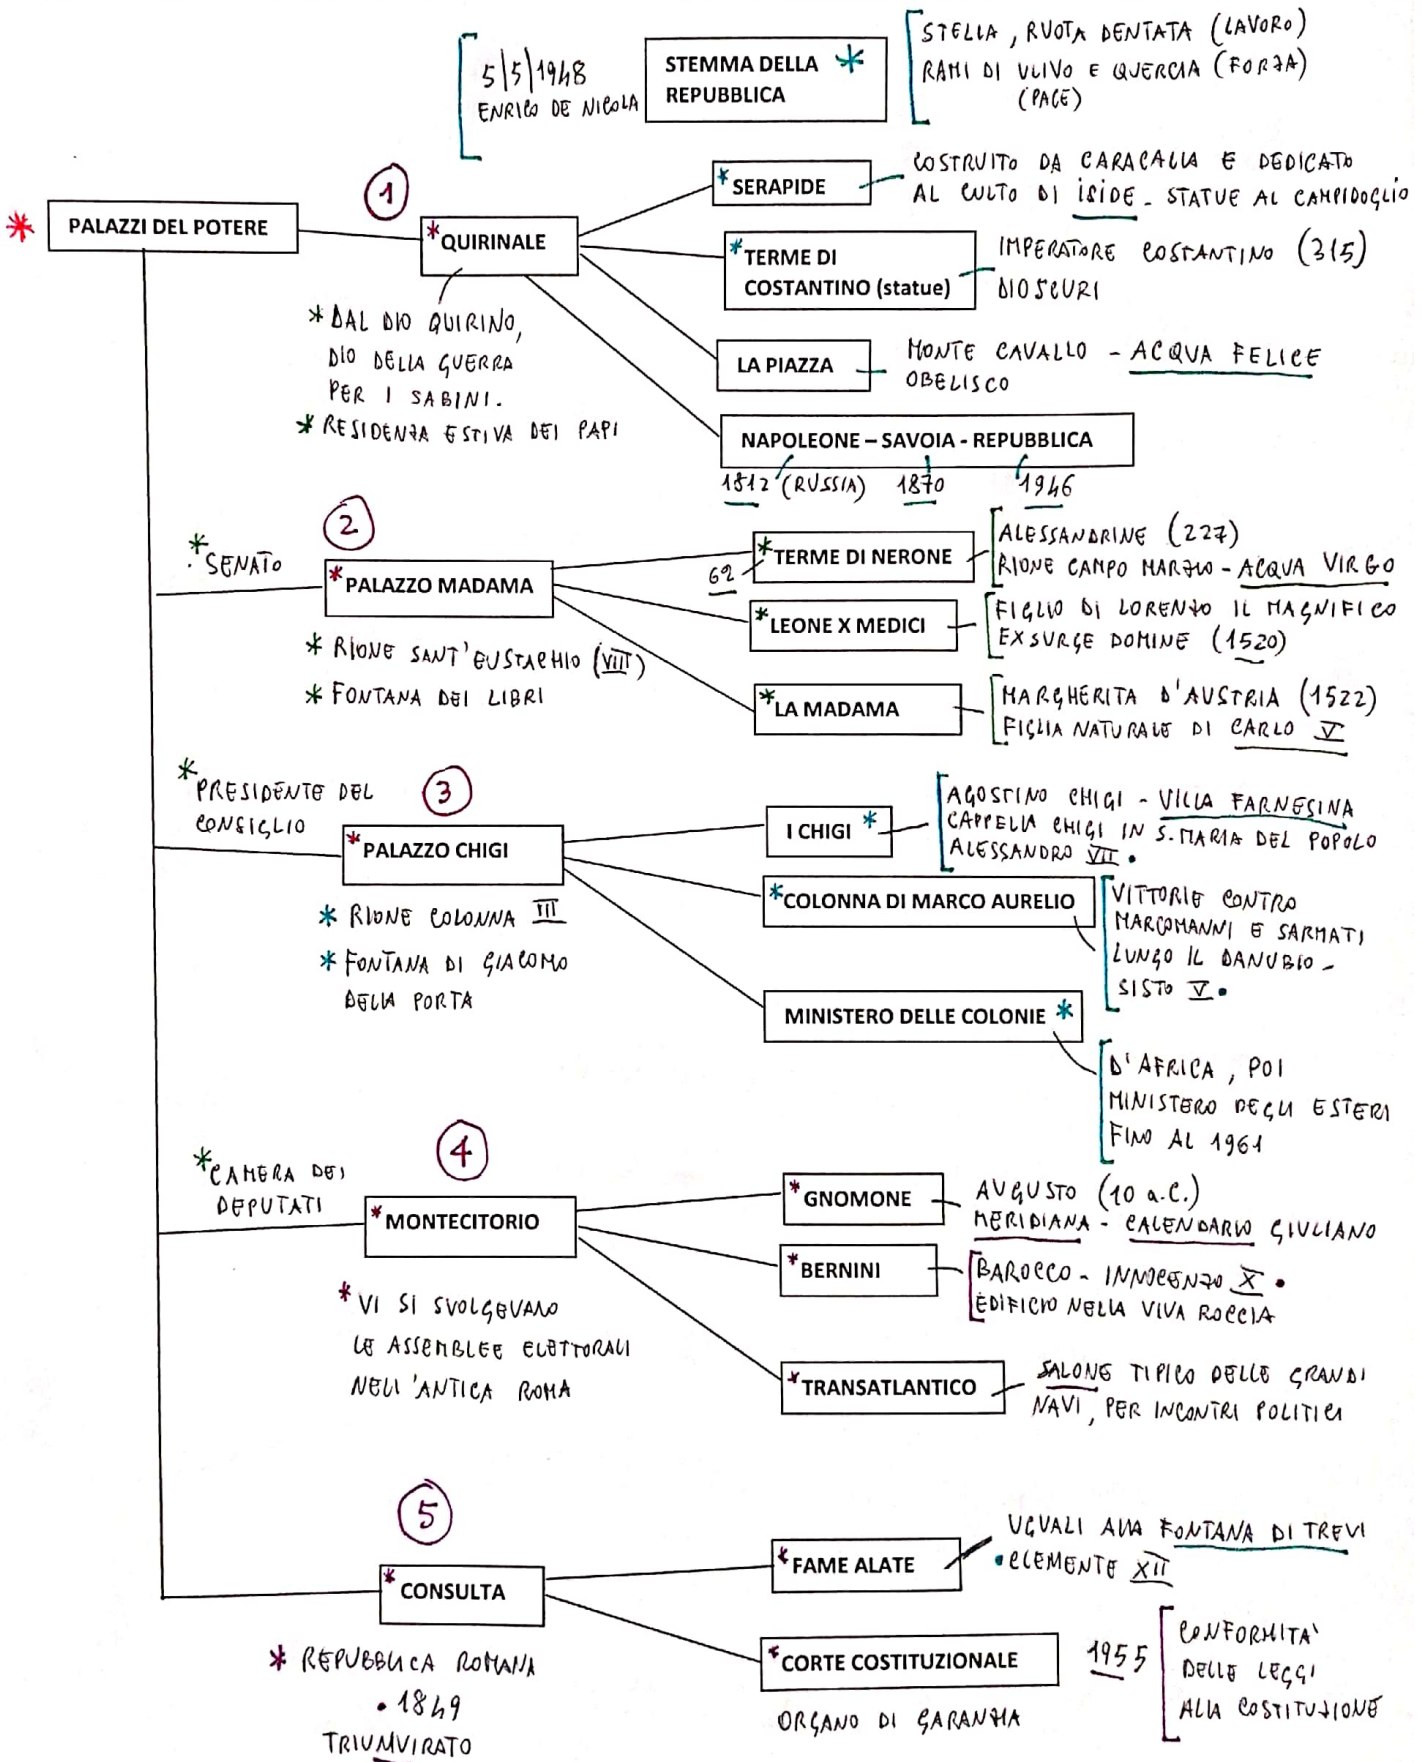 5/5/1948
ENRICO DE NICOLA
STEMMA DELLA *
REPUBBLICA
STELLA, RUOTA DENTATA (LAVORO)
RAMI DI ULIVO E QUERCIA (FORZA)
(PACE)
* PALAZZI DEL POTERE
1
* QUIRINALE
* DAL DIO QUIRINO,
DIO DELLA GUERRA
PER I SABINI.
* RESIDENZA ESTIVA DEI PAPI
* SERAPIDE
COSTRUITO DA CARACALLA E DEDICATO
AL CULTO DI ISIDE - STATUE AL CAMPIDOGLIO
* TERME DI
COSTANTINO (statue)
IMPERATORE COSTANTINO (315)
DIOSCURI
LA PIAZZA
MONTE CAVALLO - ACQUA FELICE
OBELISCO
NAPOLEONE – SAVOIA - REPUBBLICA
1812 (RUSSIA) 1870 1946
* SENATO
2
* PALAZZO MADAMA
* RIONE SANT'EUSTACHIO (VIII)
* FONTANA DEI LIBRI
* TERME DI NERONE
62
ALESSANDRINE (227)
RIONE CAMPO MARZIO - ACQUA VIRGO
* LEONE X MEDICI
FIGLIO DI LORENZO IL MAGNIFICO
EXSURGE DOMINE (1520)
* LA MADAMA
MARGHERITA D'AUSTRIA (1522)
FIGLIA NATURALE DI CARLO V
* PRESIDENTE DEL
CONSIGLIO
3
* PALAZZO CHIGI
* RIONE COLONNA III
* FONTANA DI GIACOMO
DELLA PORTA
I CHIGI *
AGOSTINO CHIGI - VILLA FARNESINA
CAPPELLA CHIGI IN S. MARIA DEL POPOLO
ALESSANDRO VII •
* COLONNA DI MARCO AURELIO
VITTORIE CONTRO
MARCOMANNI E SARMATI
LUNGO IL DANUBIO -
SISTO V •
MINISTERO DELLE COLONIE *
D'AFRICA, POI
MINISTERO DEGLI ESTERI
FINO AL 1961
* CAMERA DEI
DEPUTATI
4
* MONTECITORIO
* VI SI SVOLGEVANO
LE ASSEMBLEE ELETTORALI
NELL'ANTICA ROMA
* GNOMONE
AUGUSTO (10 a.C.)
MERIDIANA - CALENDARIO GIULIANO
* BERNINI
BAROCCO - INNOCENZO X •
EDIFICIO NELLA VIVA ROCCIA
* TRANSATLANTICO
SALONE TIPICO DELLE GRANDI
NAVI, PER INCONTRI POLITICI
5
* CONSULTA
* REPUBBLICA ROMANA
• 1849
TRIUMVIRATO
* FAME ALATE
UGUALI ALLA FONTANA DI TREVI
• CLEMENTE XII
* CORTE COSTITUZIONALE
ORGANO DI GARANZIA
1955
CONFORMITA'
DELLE LEGGI
ALLA COSTITUZIONE